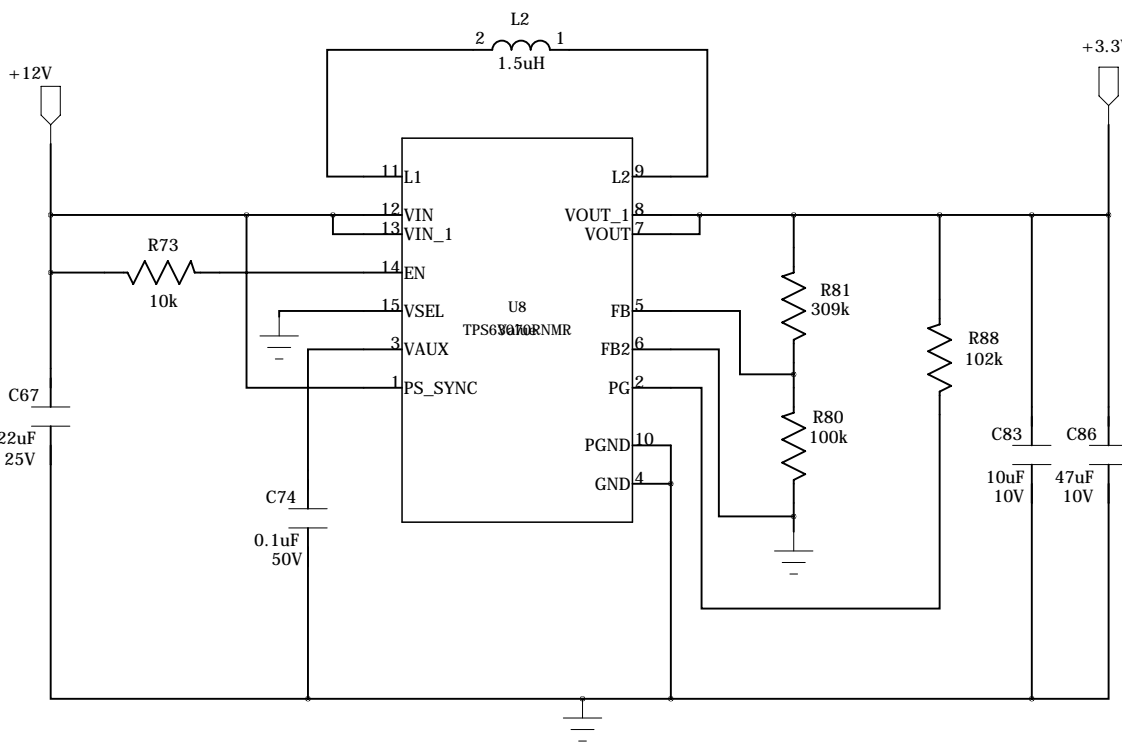 L2
2
1
1.5uH
+12V
+3.3V
11
L1
L2
9
12
VIN
VOUT_1
8
13
VIN_1
VOUT
7
R73
10k
14
EN
15
VSEL
FB
5
U8
TPS63070RNMR
R81
309k
3
VAUX
FB2
6
R88
102k
1
PS_SYNC
PG
2
C67
22uF
25V
R80
100k
PGND
10
C83
10uF
10V
C86
47uF
10V
GND
4
C74
0.1uF
50V